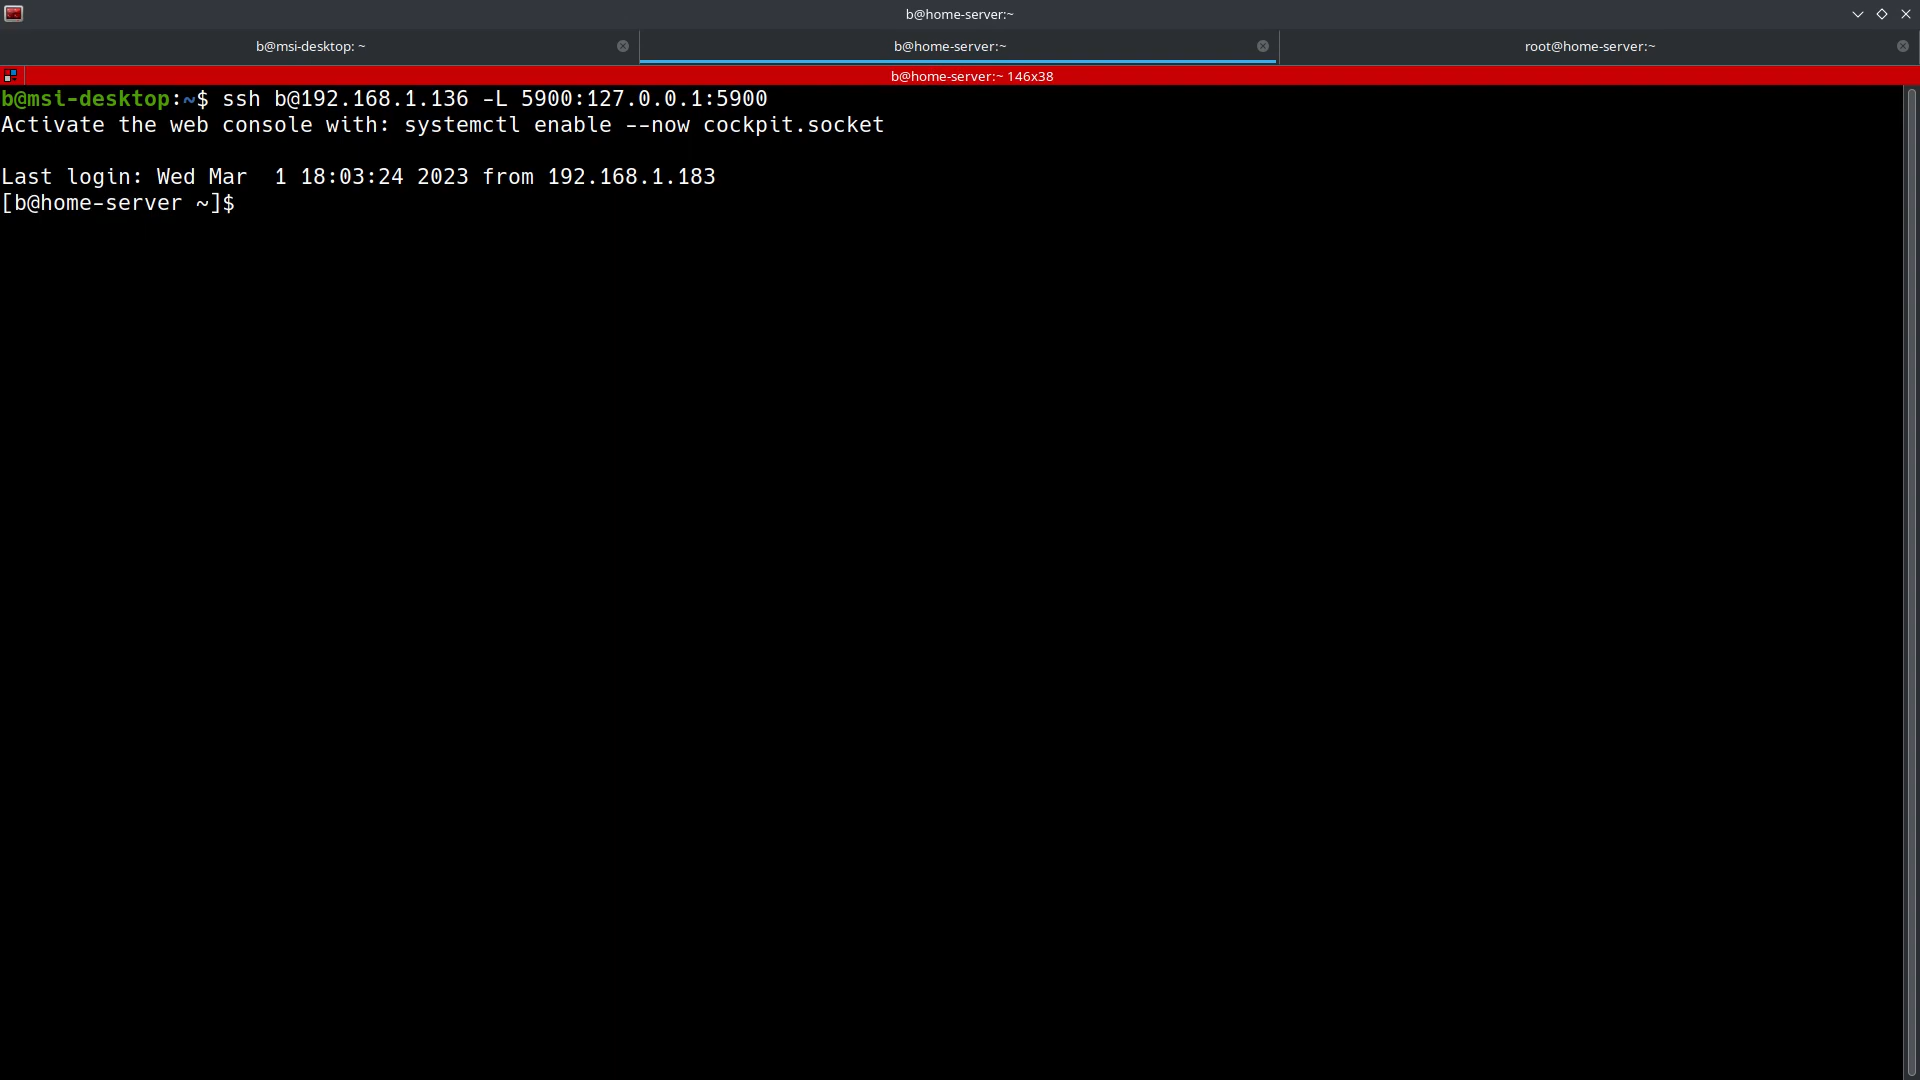 b@home-server:~
b@msi-desktop: ~
b@home-server:~
root@home-server:~
b@home-server:~ 146x38
b@msi-desktop:~$ ssh b@192.168.1.136 -L 5900:127.0.0.1:5900
Activate the web console with: systemctl enable --now cockpit.socket
Last login: Wed Mar  1 18:03:24 2023 from 192.168.1.183
[b@home-server ~]$